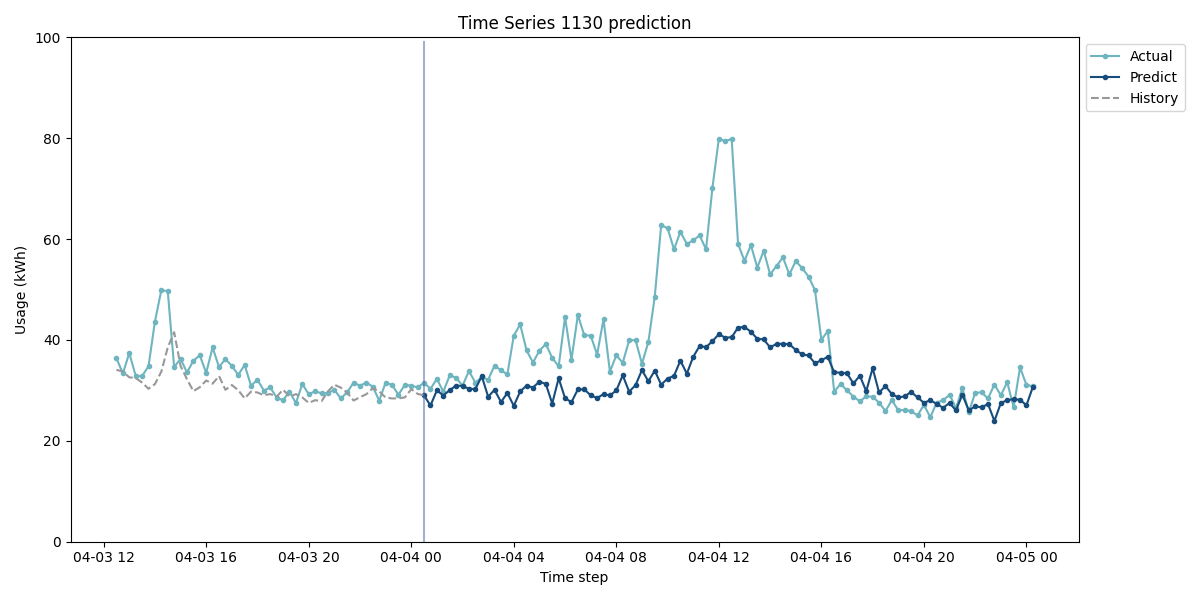 Time Series 1130 prediction
100
80
60
40
20
0
Usage (kWh)
04-03 12
04-03 16
04-03 20
04-04 00
04-04 04
04-04 08
04-04 12
04-04 16
04-04 20
04-05 00
Time step
Actual
Predict
History